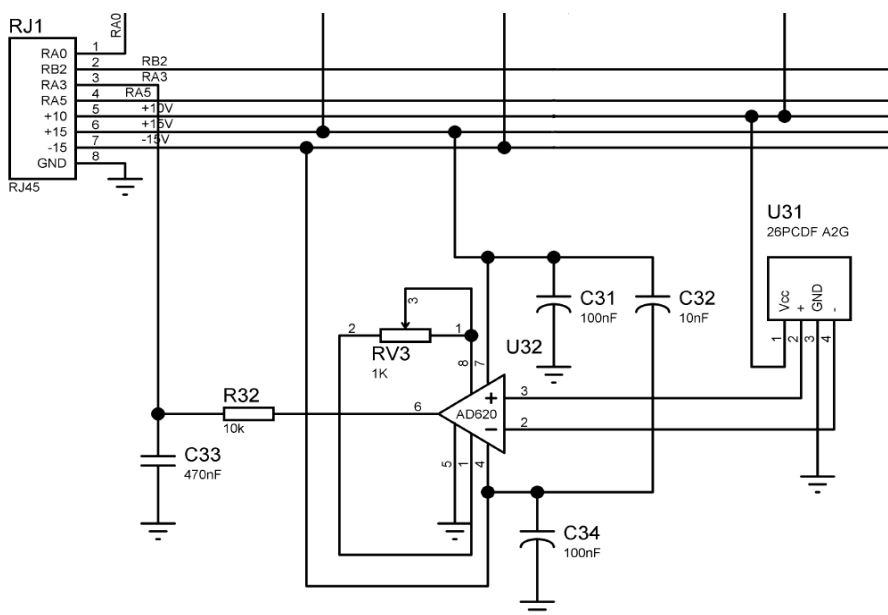 RJ1
RA0
RA0 1
RB2 2 RB2
RA3 3 RA3
RA5 4 RA5
+10 5 +10V
+15 6 +15V
-15 7 -15V
GND 8
RJ45
U31
26PCDF A2G
Vcc + GND -
1 2 3 4
3
2 1
RV3
1K
8 7
U32
C31
100nF
C32
10nF
R32
10k
6
+ 3
AD620
- 2
5 1 4
C33
470nF
C34
100nF